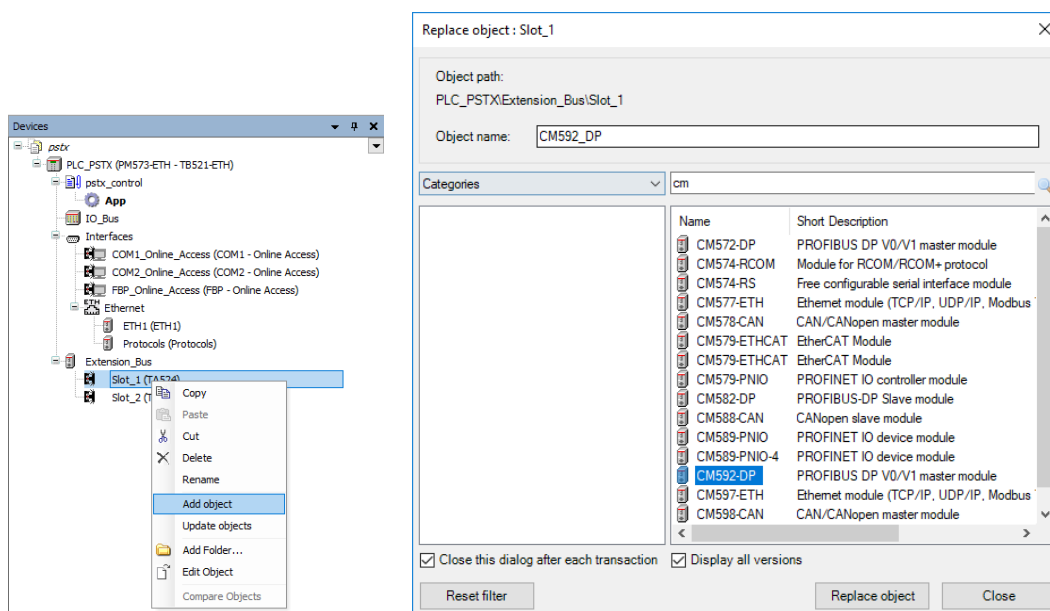 Devices
pstx
PLC_PSTX (PM573-ETH - TB521-ETH)
pstx_control
App
IO_Bus
Interfaces
COM1_Online_Access (COM1 - Online Access)
COM2_Online_Access (COM2 - Online Access)
FBP_Online_Access (FBP - Online Access)
ETH Ethernet
ETH1 (ETH1)
Protocols (Protocols)
Extension_Bus
Slot_1 (TA524)
Slot_2 (T
Copy
Paste
Cut
Delete
Rename
Add object
Update objects
Add Folder...
Edit Object
Compare Objects
Replace object : Slot_1
Object path:
PLC_PSTX\Extension_Bus\Slot_1
Object name: CM592_DP
Categories cm
Name Short Description
CM572-DP PROFIBUS DP V0/V1 master module
CM574-RCOM Module for RCOM/RCOM+ protocol
CM574-RS Free configurable serial interface module
CM577-ETH Ethernet module (TCP/IP, UDP/IP, Modbus
CM578-CAN CAN/CANopen master module
CM579-ETHCAT EtherCAT Module
CM579-ETHCAT EtherCAT Module
CM579-PNIO PROFINET IO controller module
CM582-DP PROFIBUS-DP Slave module
CM588-CAN CANopen slave module
CM589-PNIO PROFINET IO device module
CM589-PNIO-4 PROFINET IO device module
CM592-DP PROFIBUS DP V0/V1 master module
CM597-ETH Ethernet module (TCP/IP, UDP/IP, Modbus
CM598-CAN CAN/CANopen master module
Close this dialog after each transaction Display all versions
Reset filter Replace object Close